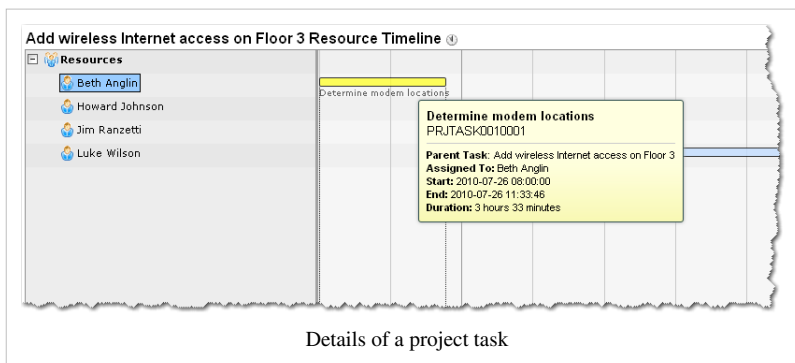 Add wireless Internet access on Floor 3 Resource Timeline
Resources
Beth Anglin
Howard Johnson
Jim Ranzetti
Luke Wilson
Determine modem locations
Determine modem locations
PRJTASK0010001
Parent Task: Add wireless Internet access on Floor 3
Assigned To: Beth Anglin
Start: 2010-07-26 08:00:00
End: 2010-07-26 11:33:46
Duration: 3 hours 33 minutes
Details of a project task